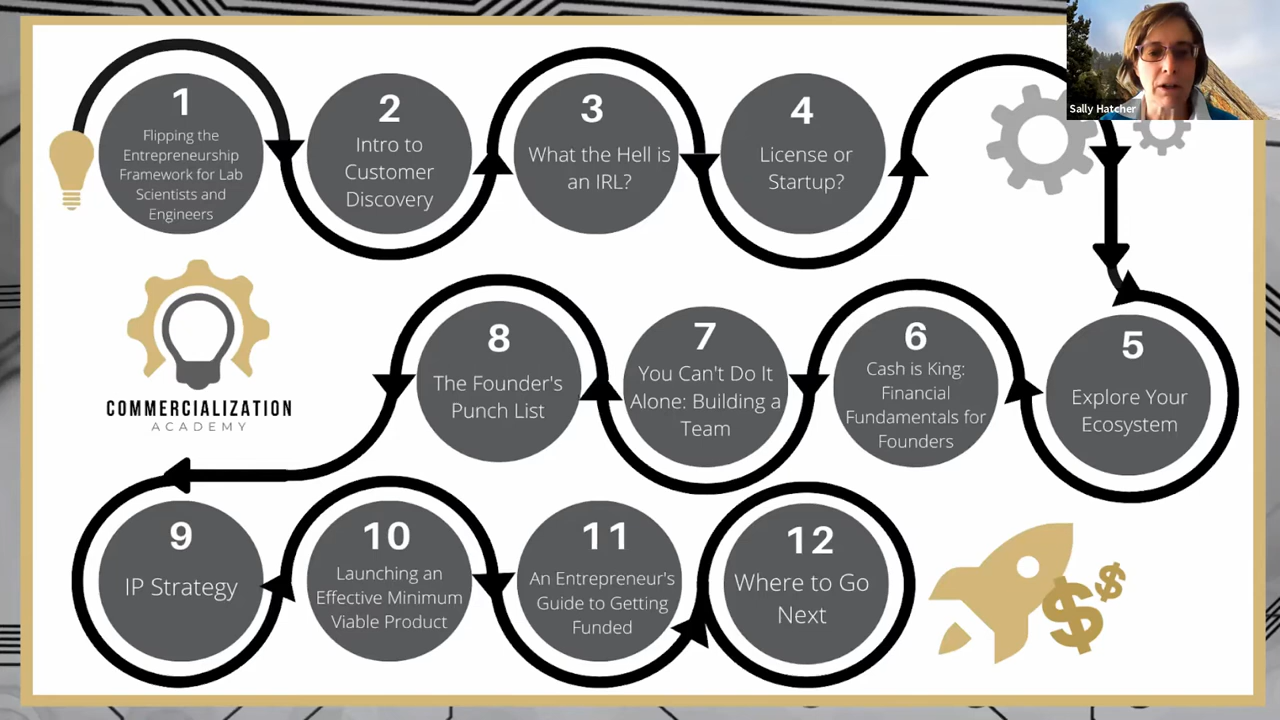 Sally Hatcher
1
Flipping the
Entrepreneurship
Framework for Lab
Scientists and
Engineers
2
Intro to
Customer
Discovery
3
What the Hell is
an IRL?
4
License or
Startup?
5
Explore Your
Ecosystem
6
Cash is King:
Financial
Fundamentals for
Founders
7
You Can't Do It
Alone: Building a
Team
8
The Founder's
Punch List
COMMERCIALIZATION
ACADEMY
9
IP Strategy
10
Launching an
Effective Minimum
Viable Product
11
An Entrepreneur's
Guide to Getting
Funded
12
Where to Go
Next
$$